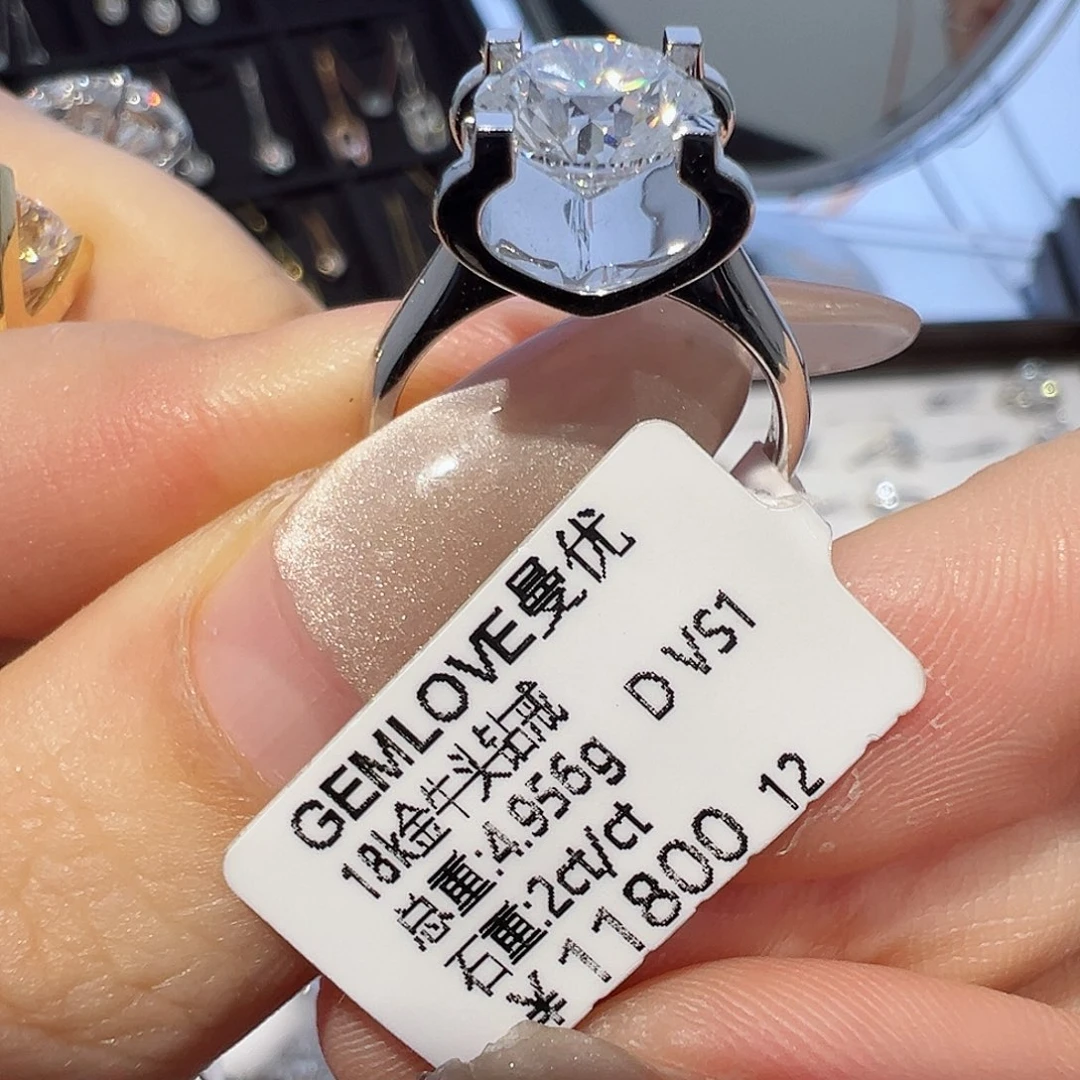 GEMLOVE曼优
18k金牛头钻戒
总重:4.956g D VS1
石重:2ct/ct
¥11800 12